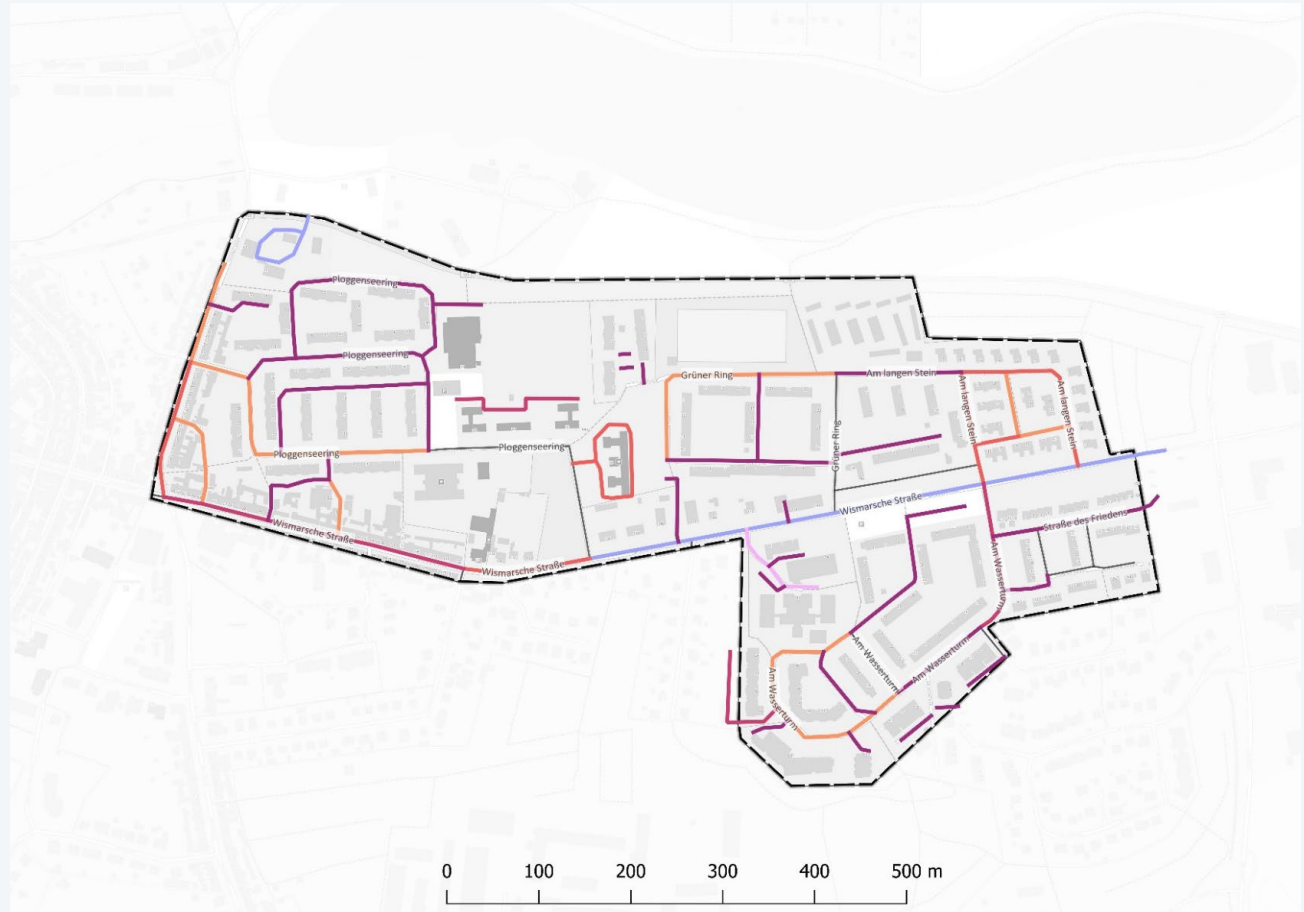 Ploggenseering
Ploggenseering
Grüner Ring
Am langen Stein
Am langen Stein
Am langen Stein
Ploggenseering
Ploggenseering
Grüner Ring
Wismarsche Straße
Wismarsche Straße
Wismarsche Straße
Straße des Friedens
Am Wasserturm
Am Wasserturm
Am Wasserturm
Am Wasserturm
0 100 200 300 400 500 m